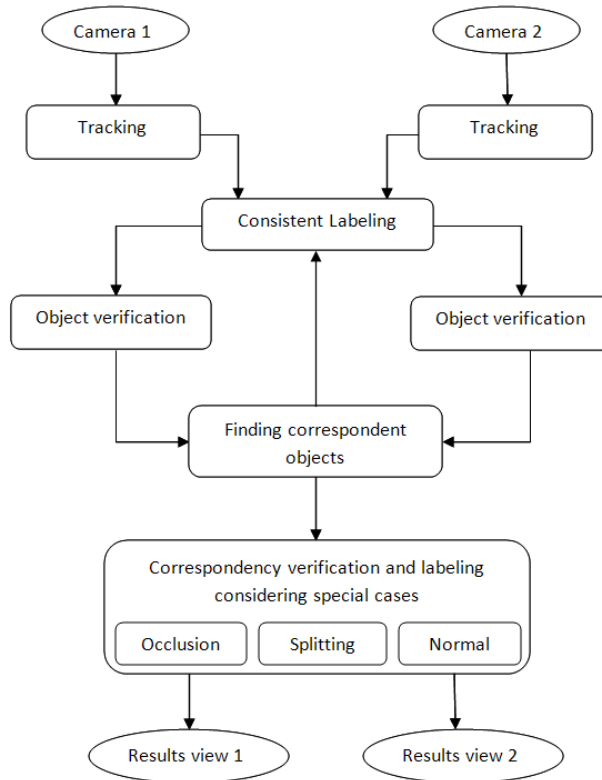 Camera 1
Camera 2
Tracking
Tracking
Consistent Labeling
Object verification
Object verification
Finding correspondent
objects
Correspondency verification and labeling
considering special cases
Occlusion
Splitting
Normal
Results view 1
Results view 2